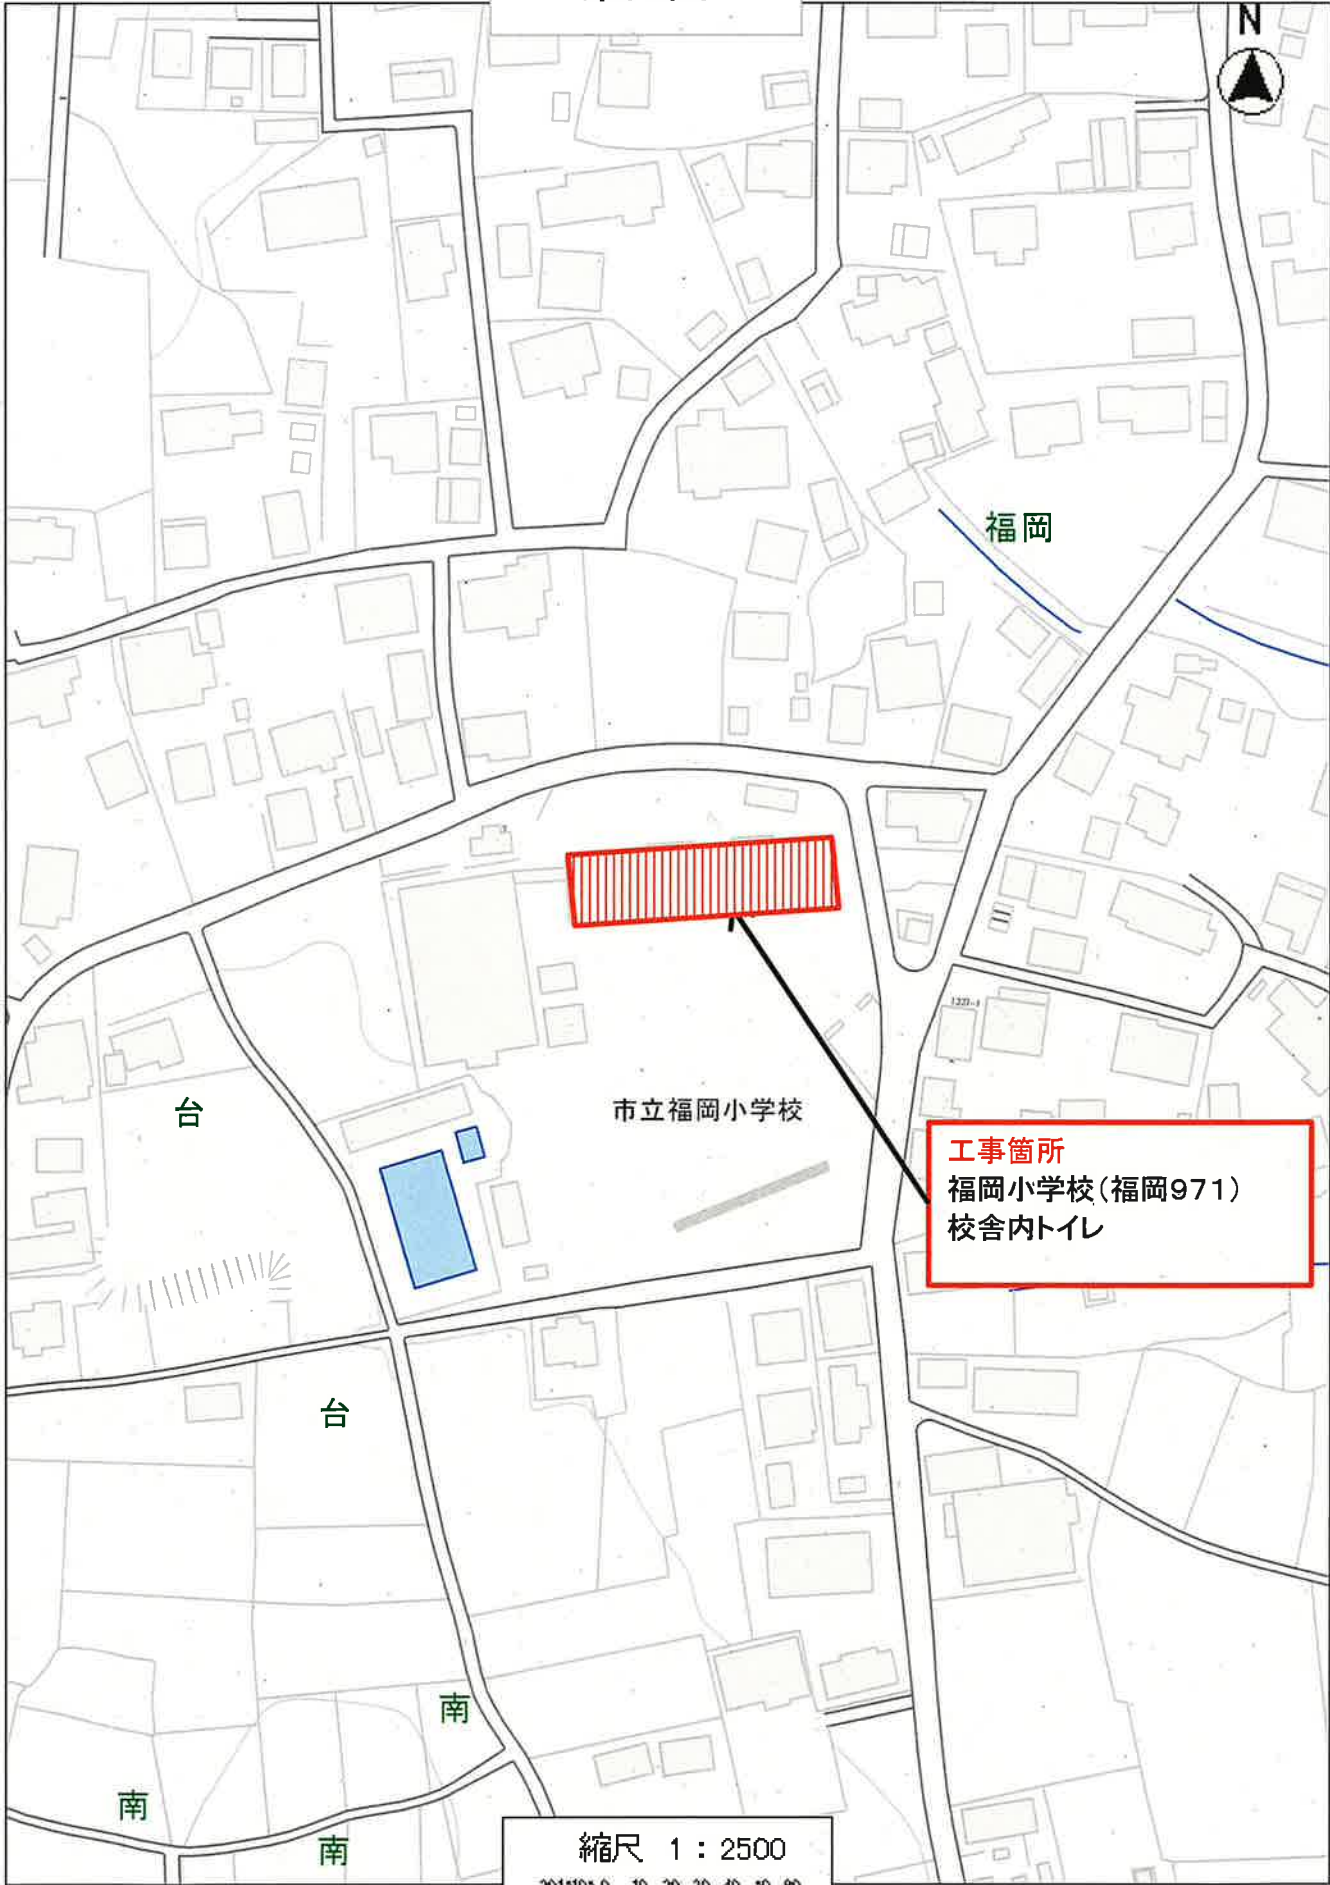 N
福岡
市立福岡小学校
台
工事箇所
福岡小学校(福岡971)
校舎内トイレ
台
南
南
南
縮尺 1:2500